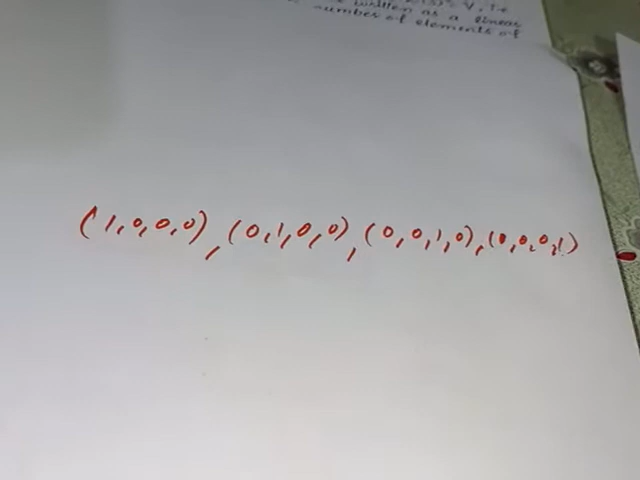 V. I.e
written as a linear
number of elements of
(1,0,0,0), (0,1,0,0), (0,0,1,0), (0,0,0,1)